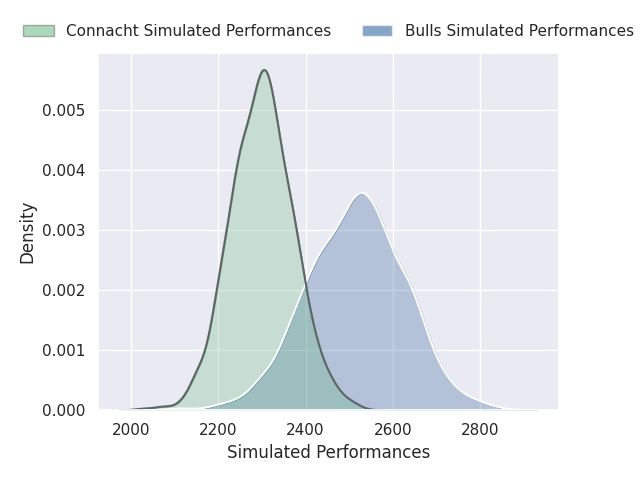 Connacht Simulated Performances Bulls Simulated Performances
0.005
0.004
0.003
0.002
0.001
0.000
Density
2000 2200 2400 2600 2800
Simulated Performances